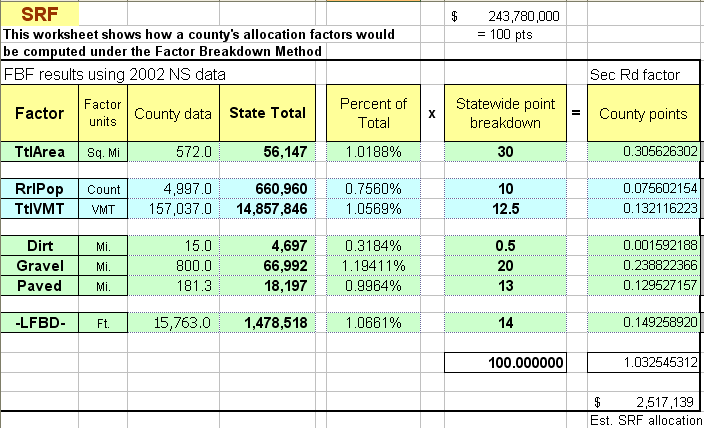 SRF $ 243,780,000
This worksheet shows how a county's allocation factors would = 100 pts
be computed under the Factor Breakdown Method
FBF results using 2002 NS data Sec Rd factor
Factor Factor units County data State Total Percent of Total x Statewide point breakdown = County points
TtlArea Sq. Mi 572.0 56,147 1.0188% 30 0.305626302
RrlPop Count 4,997.0 660,960 0.7560% 10 0.075602154
TtlVMT VMT 157,037.0 14,857,846 1.0569% 12.5 0.132116223
Dirt Mi. 15.0 4,697 0.3184% 0.5 0.001592188
Gravel Mi. 800.0 66,992 1.19411% 20 0.238822366
Paved Mi. 181.3 18,197 0.9964% 13 0.129527157
-LFBD- Ft. 15,763.0 1,478,518 1.0661% 14 0.149258920
100.000000 1.032545312
$ 2,517,139
Est. SRF allocation